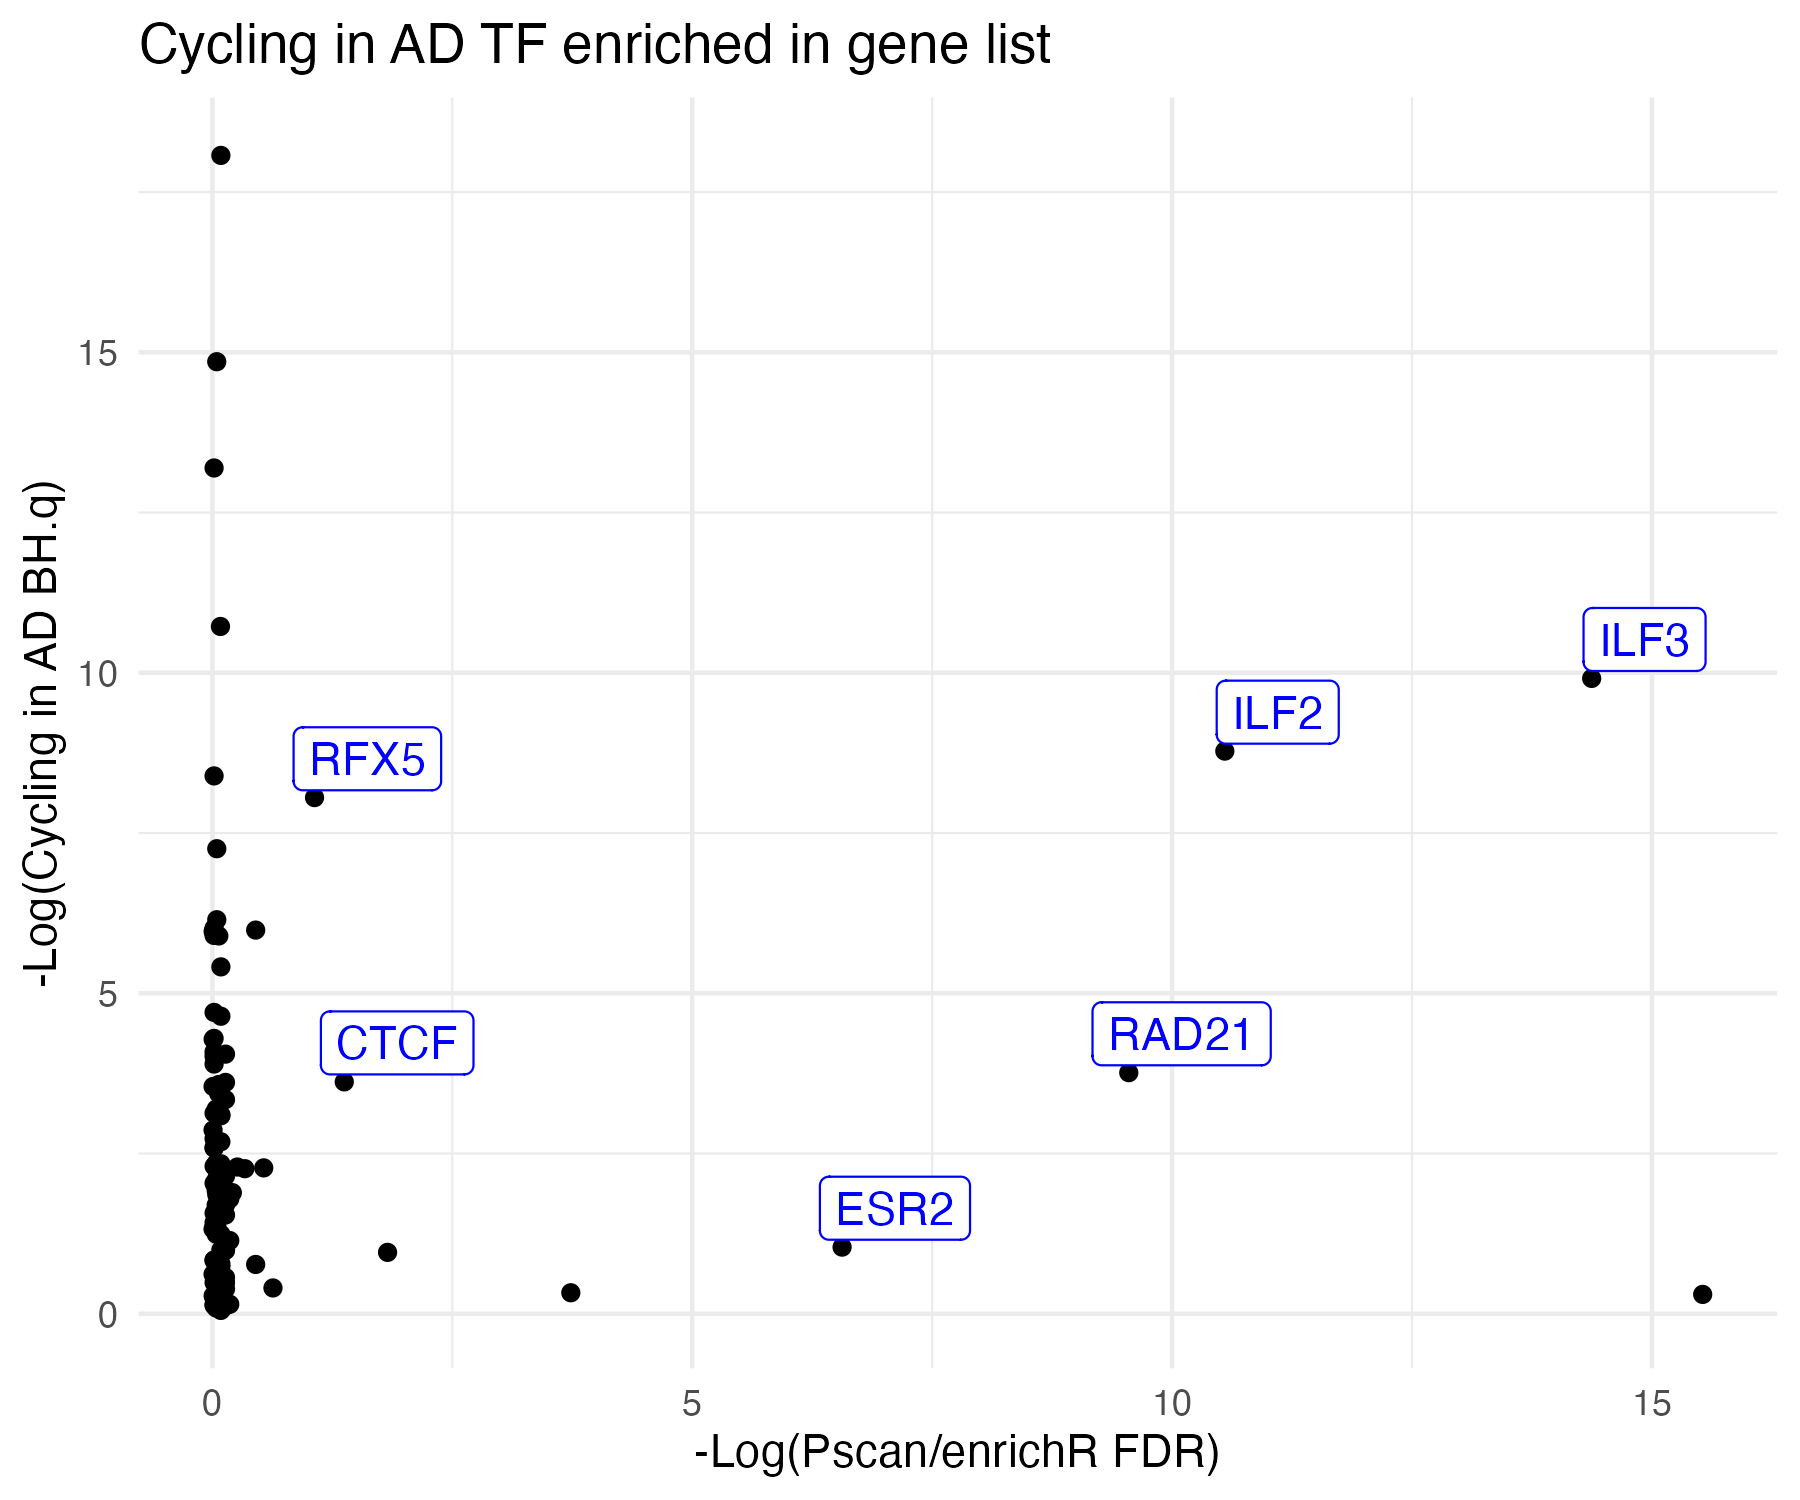 Cycling in AD TF enriched in gene list
-Log(Cycling in AD BH.q)
15
10
5
0
ILF3
ILF2
RFX5
CTCF
RAD21
ESR2
0 5 10 15
-Log(Pscan/enrichR FDR)